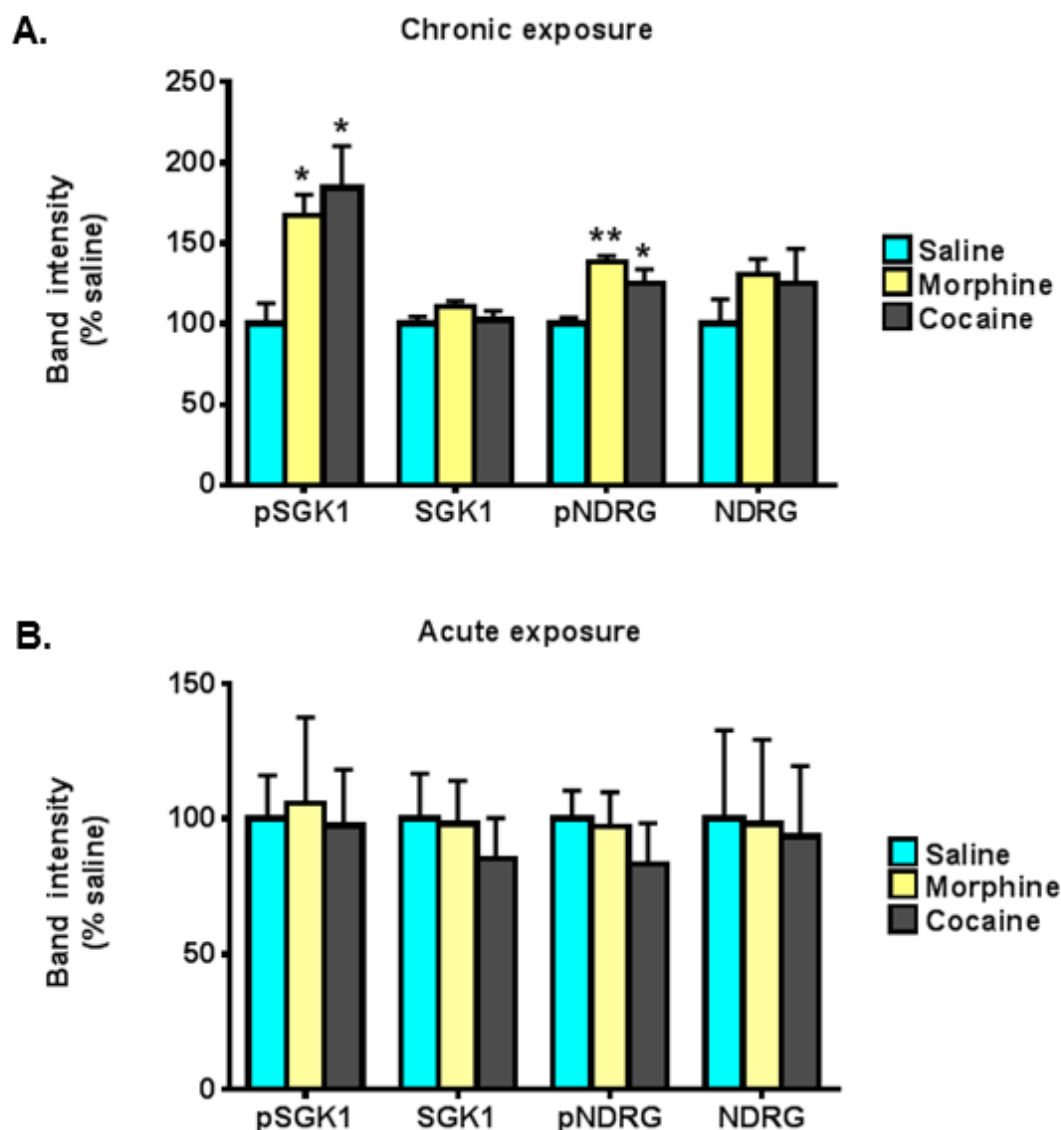 A.
Chronic exposure
250
200
150
100
50
0
Band intensity
(% saline)
*
*
**
*
pSGK1 SGK1 pNDRG NDRG
Saline
Morphine
Cocaine
B.
Acute exposure
150
100
50
0
Band intensity
(% saline)
pSGK1 SGK1 pNDRG NDRG
Saline
Morphine
Cocaine